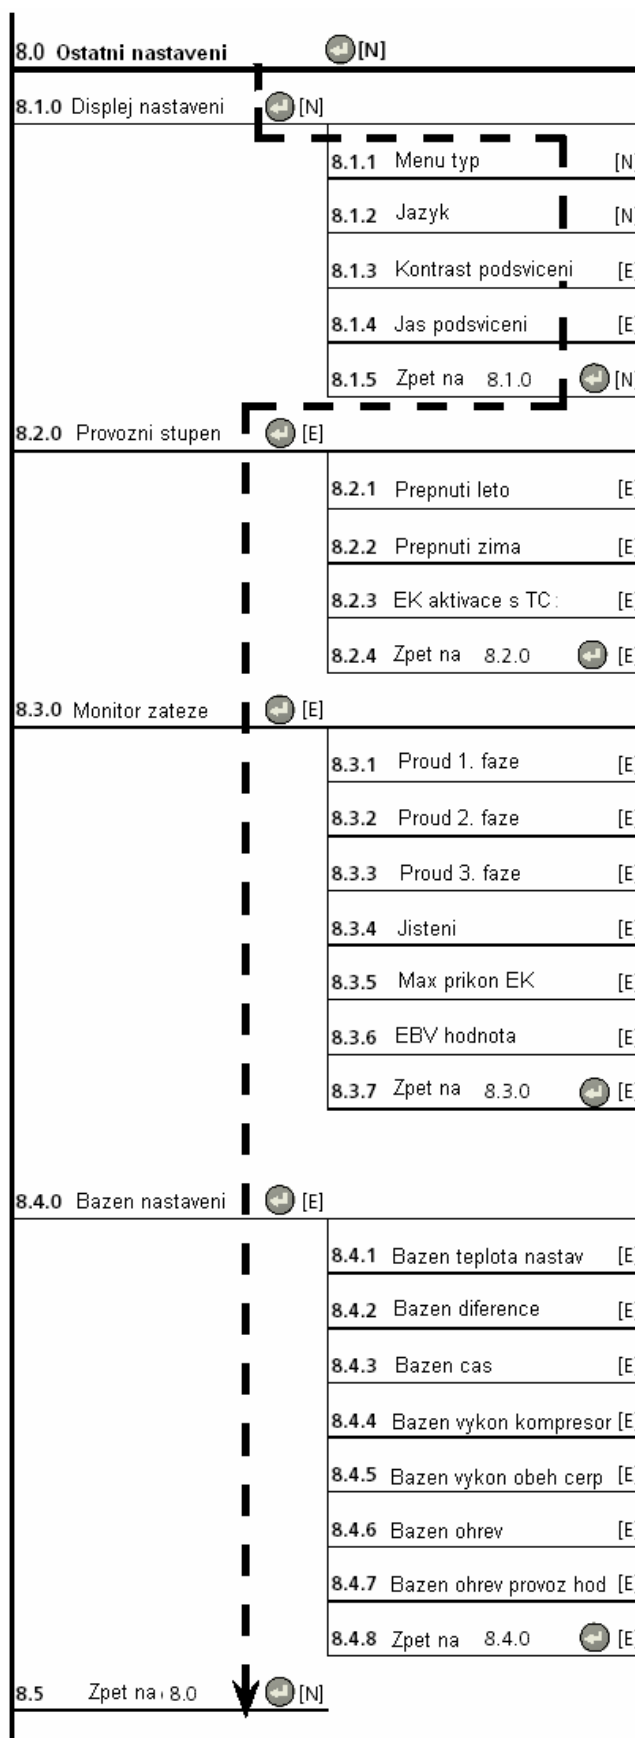 8.0 Ostatni nastaveni [N]
8.1.0 Displej nastaveni [N]
8.1.1 Menu typ [N
8.1.2 Jazyk [N
8.1.3 Kontrast podsviceni [E
8.1.4 Jas podsviceni [E
8.1.5 Zpet na 8.1.0 [N
8.2.0 Provozni stupen [E]
8.2.1 Prepnuti leto [E
8.2.2 Prepnuti zima [E
8.2.3 EK aktivace s TC: [E
8.2.4 Zpet na 8.2.0 [E
8.3.0 Monitor zateze [E]
8.3.1 Proud 1. faze [E
8.3.2 Proud 2. faze [E
8.3.3 Proud 3. faze [E
8.3.4 Jisteni [E
8.3.5 Max prikon EK [E
8.3.6 EBV hodnota [E
8.3.7 Zpet na 8.3.0 [E
8.4.0 Bazen nastaveni [E]
8.4.1 Bazen teplota nastav [E
8.4.2 Bazen diference [E
8.4.3 Bazen cas [E
8.4.4 Bazen vykon kompresor [E
8.4.5 Bazen vykon obeh cerp [E
8.4.6 Bazen ohrev [E
8.4.7 Bazen ohrev provoz hod [E
8.4.8 Zpet na 8.4.0 [E
8.5 Zpet na 8.0 [N]